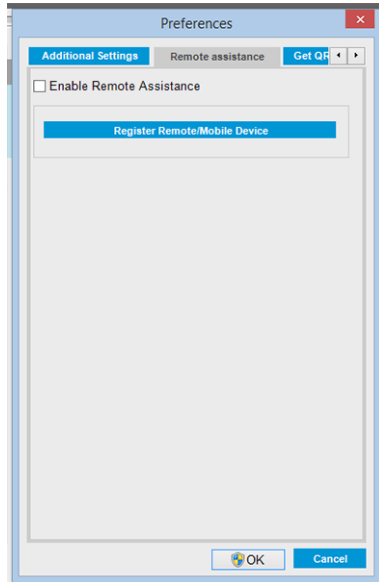 Preferences
Additional Settings Remote assistance Get QR
Enable Remote Assistance
Register Remote/Mobile Device
OK Cancel